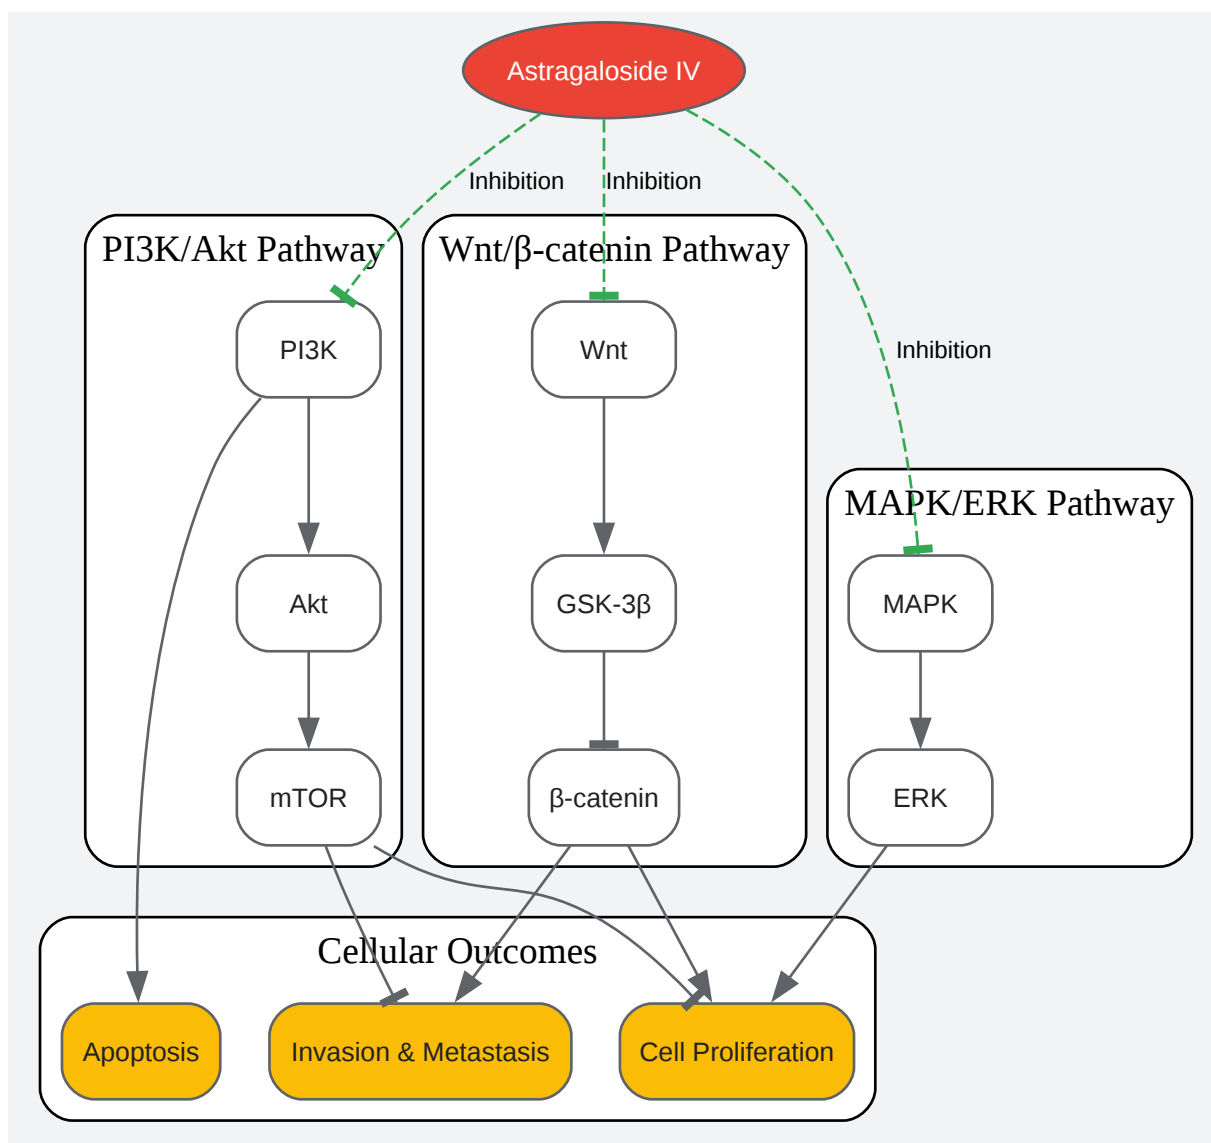 Astragaloside IV
Inhibition
Inhibition
PI3K/Akt Pathway
Wnt/β-catenin Pathway
PI3K
Wnt
Inhibition
MAPK/ERK Pathway
Akt
GSK-3β
MAPK
mTOR
β-catenin
ERK
Cellular Outcomes
Apoptosis
Invasion & Metastasis
Cell Proliferation